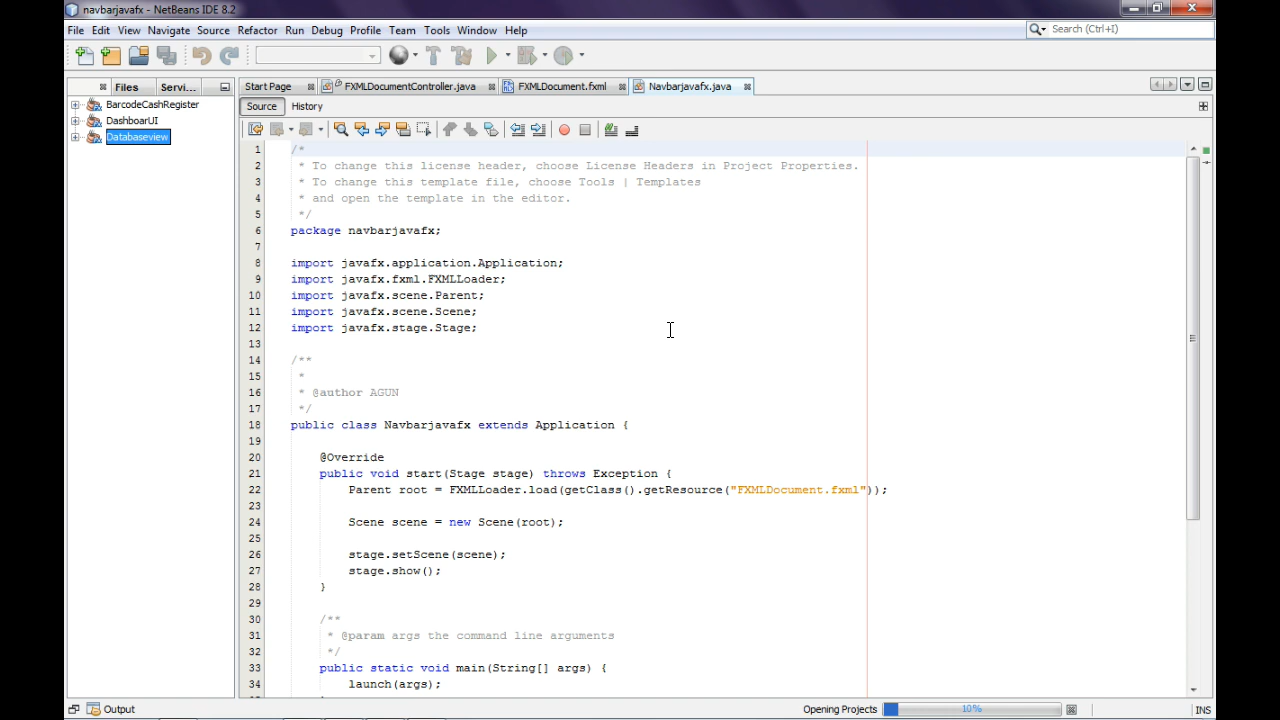 navbarjavafx - NetBeans IDE 8.2
File Edit View Navigate Source Refactor Run Debug Profile Team Tools Window Help
Search (Ctrl+I)
Files Servi...
Start Page FXMLDocumentController.java FXMLDocument.fxml Navbarjavafx.java
BarcodeCashRegister
DashboarUI
Databaseview
Source History
1 /*
2 * To change this license header, choose License Headers in Project Properties.
3 * To change this template file, choose Tools | Templates
4 * and open the template in the editor.
5 */
6 package navbarjavafx;
7
8 import javafx.application.Application;
9 import javafx.fxml.FXMLLoader;
10 import javafx.scene.Parent;
11 import javafx.scene.Scene;
12 import javafx.stage.Stage;
13
14 /**
15 *
16 * @author AGUN
17 */
18 public class Navbarjavafx extends Application {
19
20 @Override
21 public void start(Stage stage) throws Exception {
22 Parent root = FXMLLoader.load(getClass().getResource("FXMLDocument.fxml"));
23
24 Scene scene = new Scene(root);
25
26 stage.setScene(scene);
27 stage.show();
28 }
29
30 /**
31 * @param args the command line arguments
32 */
33 public static void main(String[] args) {
34 launch(args);
Output
Opening Projects 10% INS